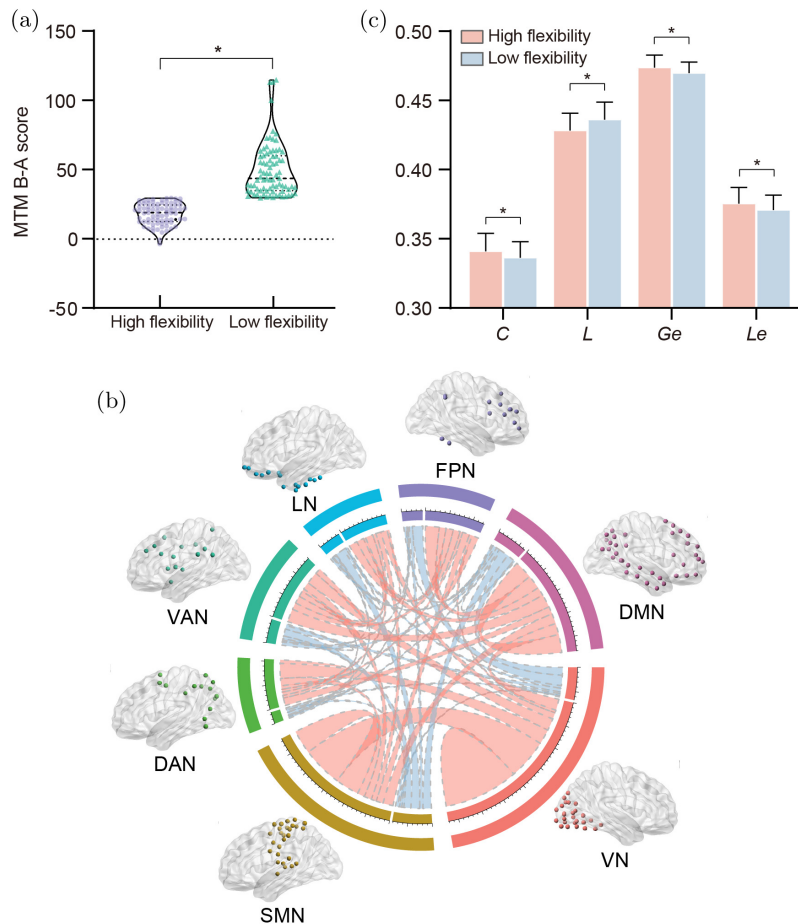 (a)
150
100
50
0
-50
MTM B-A score
*
High flexibility
Low flexibility
(c)
High flexibility
Low flexibility
0.50
0.45
0.40
0.35
0.30
*
*
*
*
C
L
Ge
Le
(b)
FPN
LN
DMN
VAN
DAN
VN
SMN